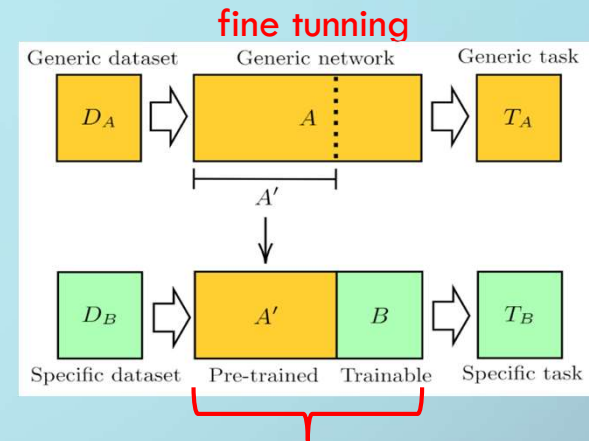 fine tunning
Generic dataset Generic network Generic task
D_A A T_A
A′
D_B A′ B T_B
Specific dataset Pre-trained Trainable Specific task